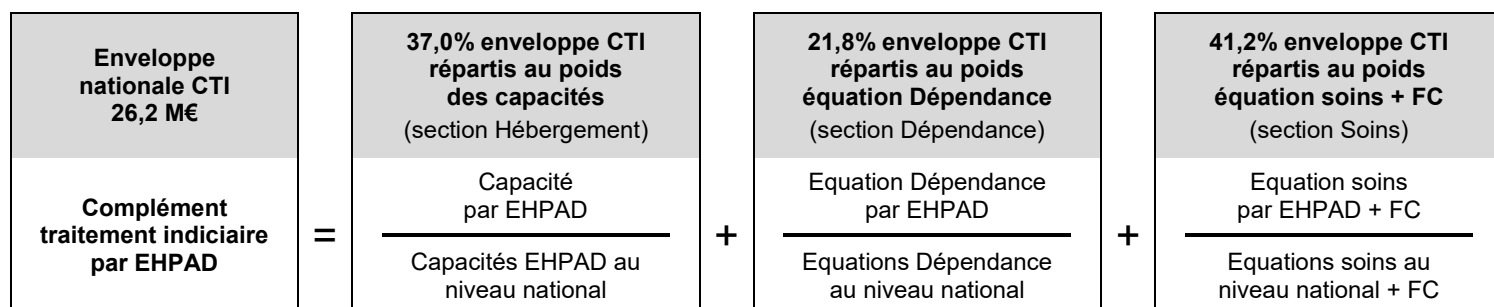 Enveloppe
nationale CTI
26,2 M€
37,0% enveloppe CTI
répartis au poids
des capacités
(section Hébergement)
21,8% enveloppe CTI
répartis au poids
équation Dépendance
(section Dépendance)
41,2% enveloppe CTI
répartis au poids
équation soins + FC
(section Soins)
Complément
traitement indiciaire
par EHPAD
=
Capacité
par EHPAD
Capacités EHPAD au
niveau national
+
Equation Dépendance
par EHPAD
Equations Dépendance
au niveau national
+
Equation soins
par EHPAD + FC
Equations soins au
niveau national + FC